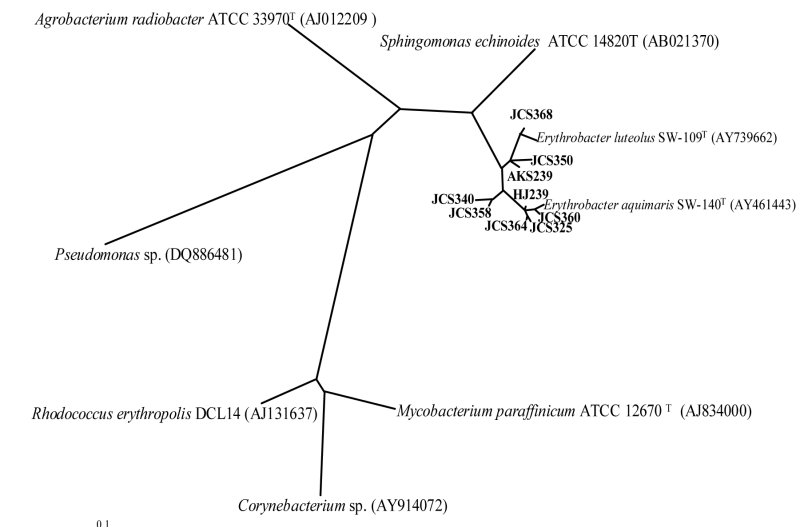 Agrobacterium radiobacter ATCC 33970T (AJ012209 )
Sphingomonas echinoides ATCC 14820T (AB021370)
JCS368
Erythrobacter luteolus SW-109T (AY739662)
JCS350
AKS239
HJ239
JCS340
Erythrobacter aquimaris SW-140T (AY461443)
JCS358
JCS360
JCS364
JCS325
Pseudomonas sp. (DQ886481)
Rhodococcus erythropolis DCL14 (AJ131637)
Mycobacterium paraffinicum ATCC 12670 T (AJ834000)
Corynebacterium sp. (AY914072)
0.1